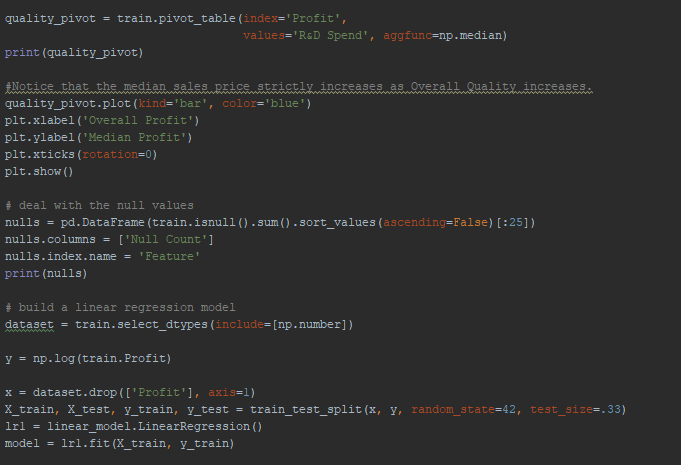 quality_pivot = train.pivot_table(index='Profit',
values='R&D Spend', aggfunc=np.median)
print(quality_pivot)
#Notice that the median sales price strictly increases as Overall Quality increases.
quality_pivot.plot(kind='bar', color='blue')
plt.xlabel('Overall Profit')
plt.ylabel('Median Profit')
plt.xticks(rotation=0)
plt.show()
# deal with the null values
nulls = pd.DataFrame(train.isnull().sum().sort_values(ascending=False)[:25])
nulls.columns = ['Null Count']
nulls.index.name = 'Feature'
print(nulls)
# build a linear regression model
dataset = train.select_dtypes(include=[np.number])
y = np.log(train.Profit)
x = dataset.drop(['Profit'], axis=1)
X_train, X_test, y_train, y_test = train_test_split(x, y, random_state=42, test_size=.33)
lr1 = linear_model.LinearRegression()
model = lr1.fit(X_train, y_train)